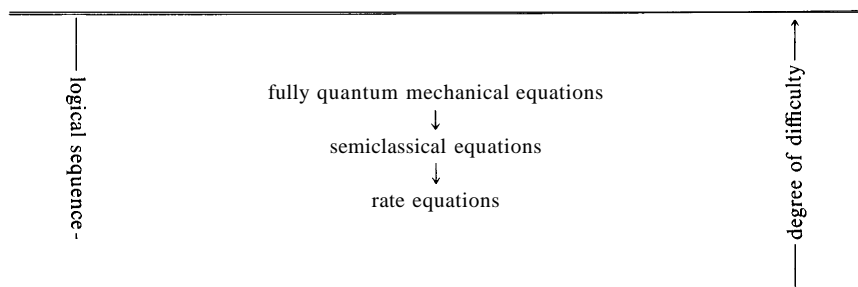 logical sequence-
fully quantum mechanical equations
semiclassical equations
rate equations
degree of difficulty